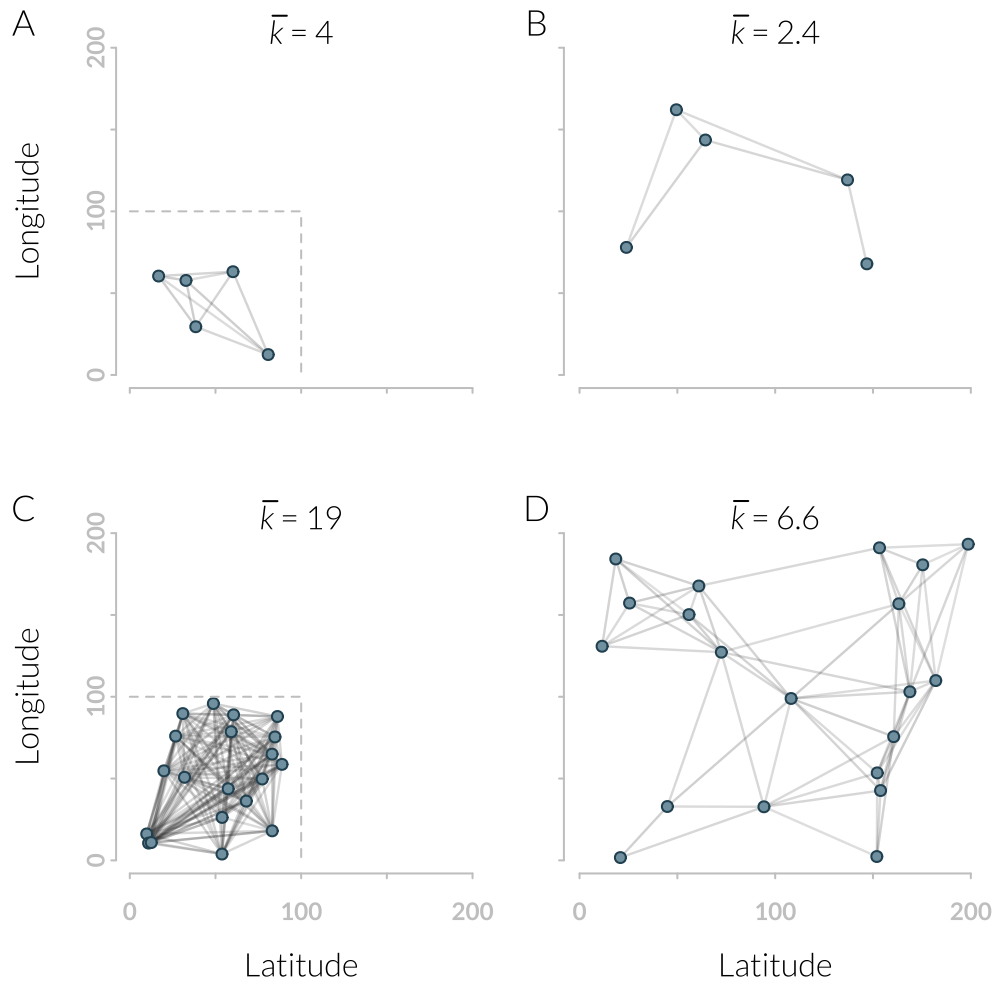 A
k̅ = 4
B
k̅ = 2.4
200
100
0
Longitude
C
k̅ = 19
D
k̅ = 6.6
200
100
0
Longitude
0 100 200
0 100 200
Latitude
Latitude